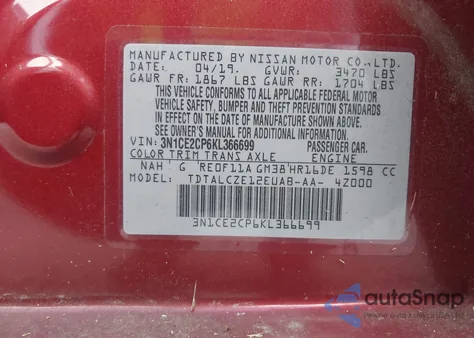 MANUFACTURED BY NISSAN MOTOR CO.,LTD.
DATE: 04/19. GVWR: 3470 LBS
GAWR FR: 1867 LBS GAWR RR: 1704 LBS
THIS VEHICLE CONFORMS TO ALL APPLICABLE FEDERAL MOTOR
VEHICLE SAFETY, BUMPER AND THEFT PREVENTION STANDARDS
IN EFFECT ON THE DATE OF MANUFACTURE SHOWN ABOVE.
SEE OWNER'S MANUAL FOR ADDITIONAL INFORMATION
VIN: 3N1CE2CP6KL366699 PASSENGER CAR.
COLOR TRIM TRANS AXLE ENGINE
NAH G RE0F11A GM38 HR16DE 1598 CC
MODEL: TDTALCZE12EUAB-AA- 4Z000
3N1CE2CP6KL366699
autoSnap